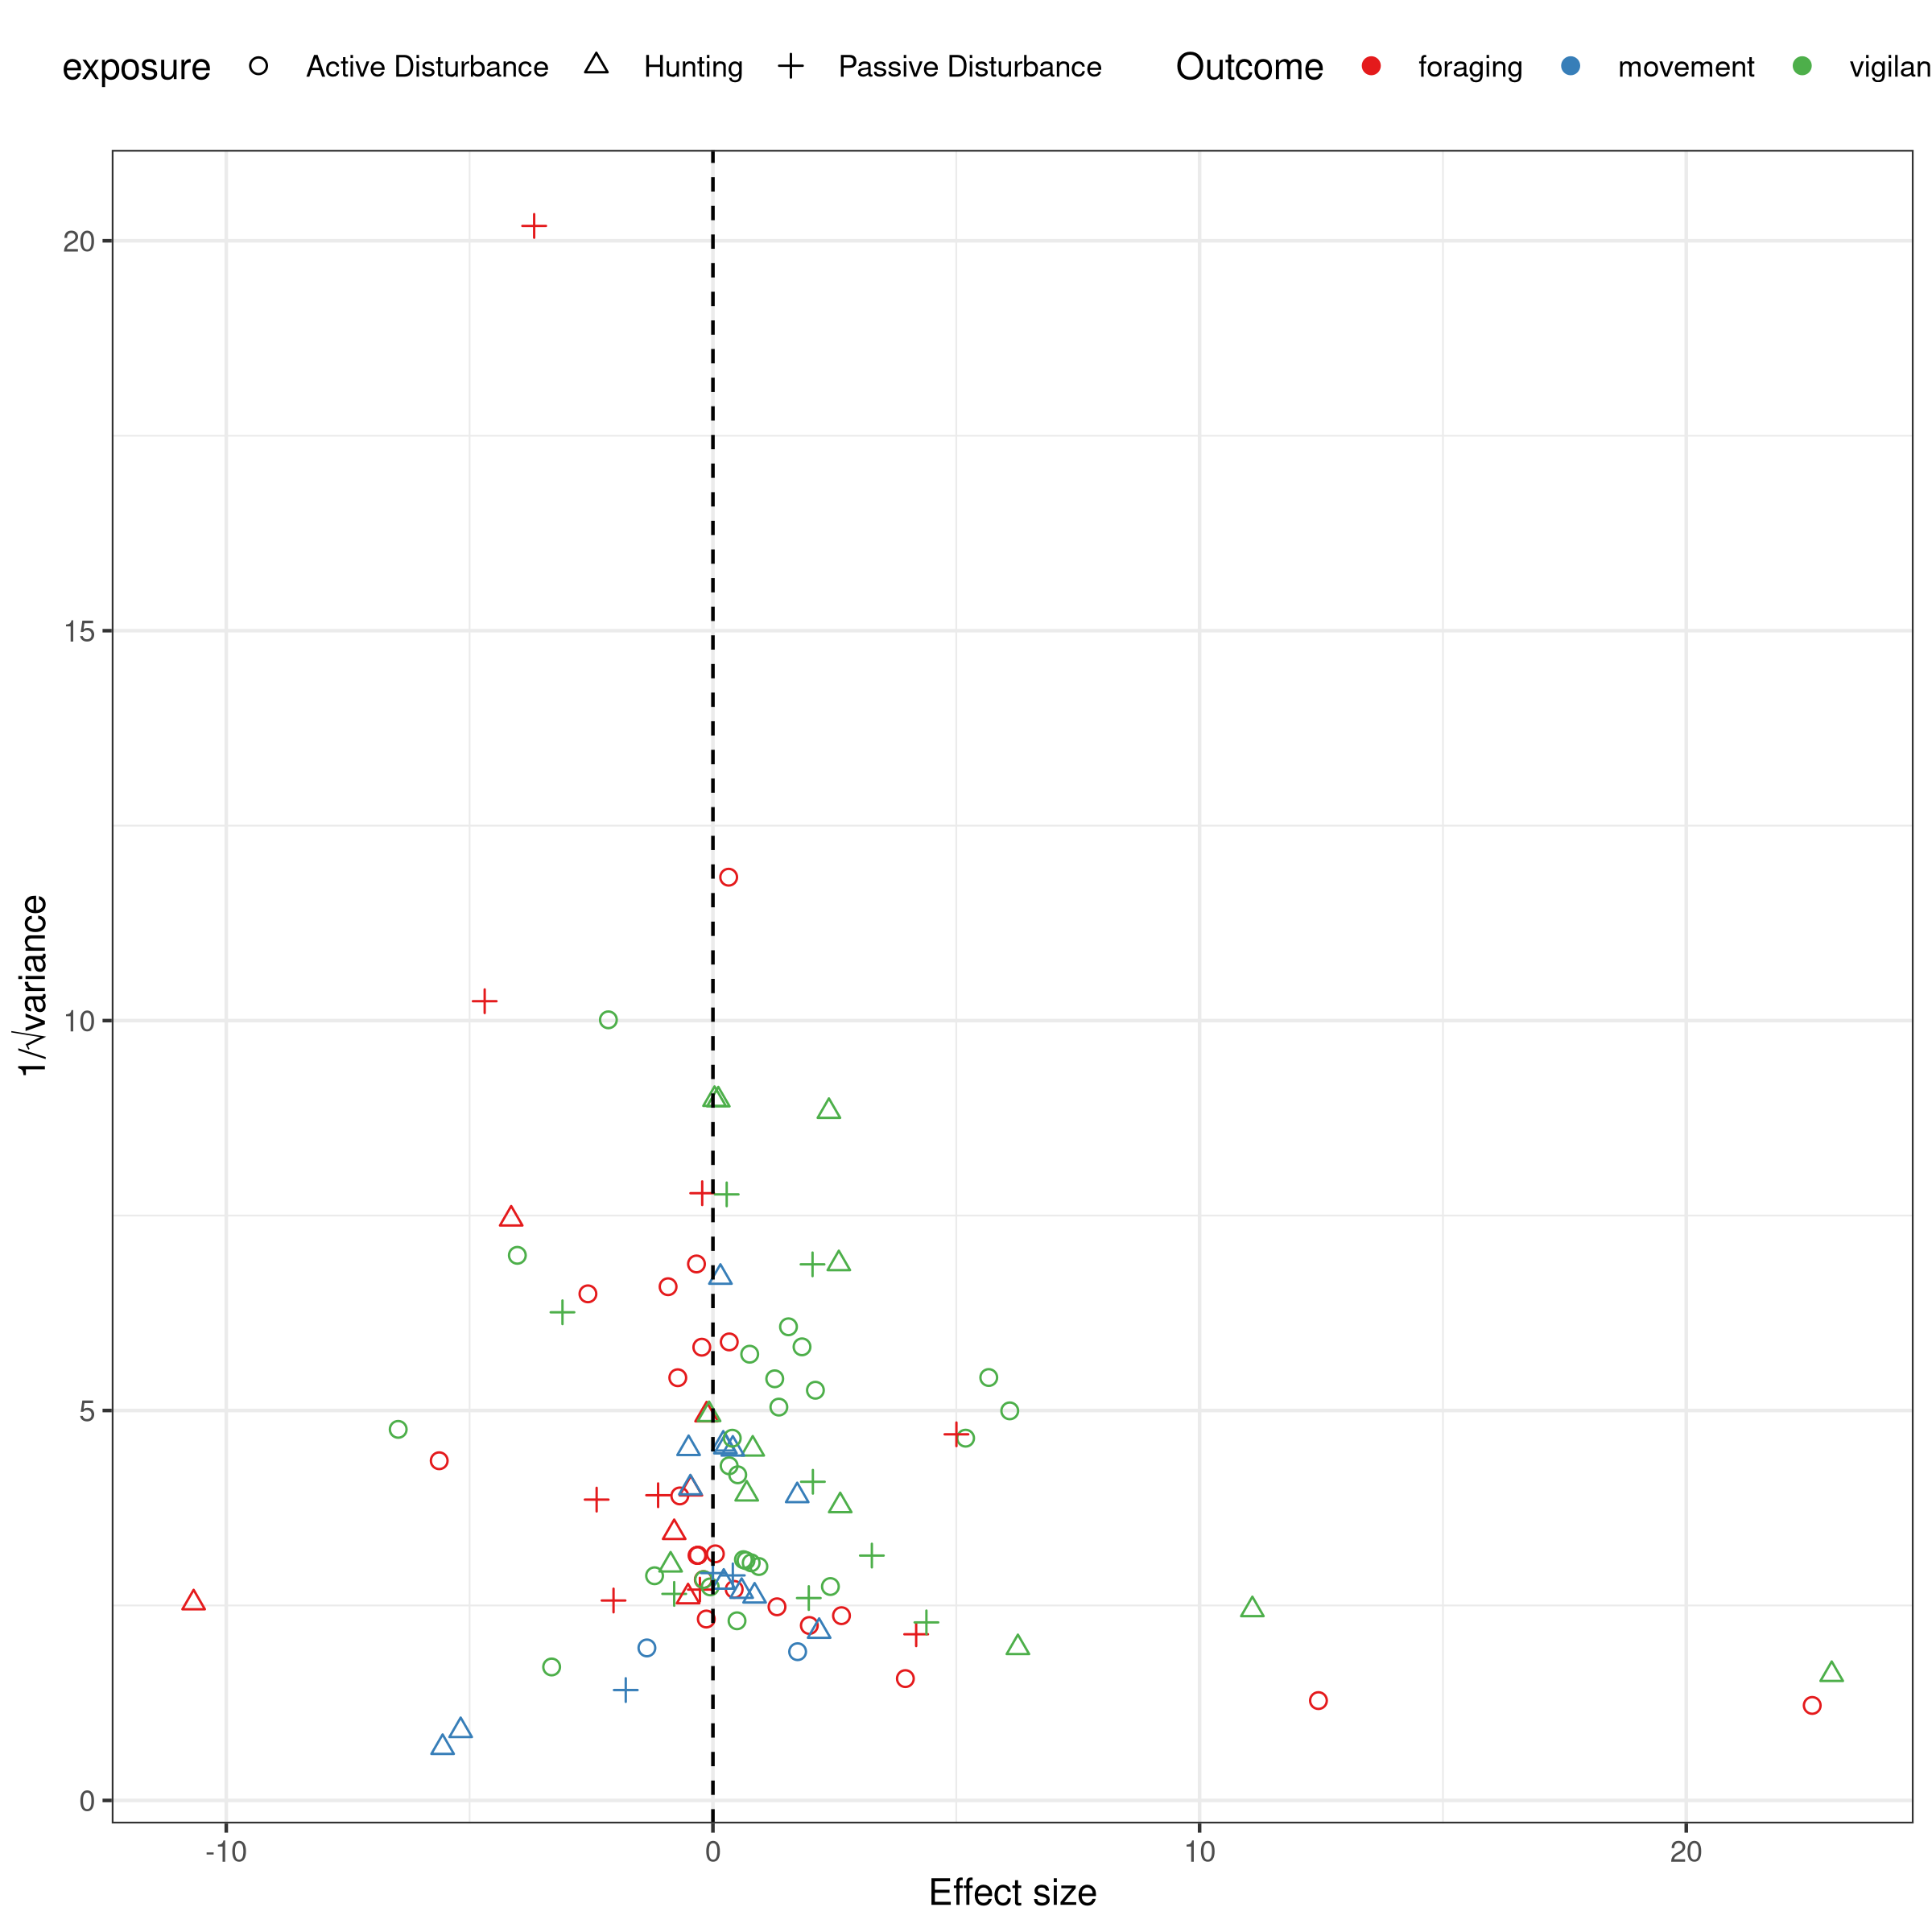 exposure Active Disturbance Hunting Passive Disturbance Outcome foraging movement vigilan
20
15
10
5
0
1/√variance
-10 0 10 20
Effect size